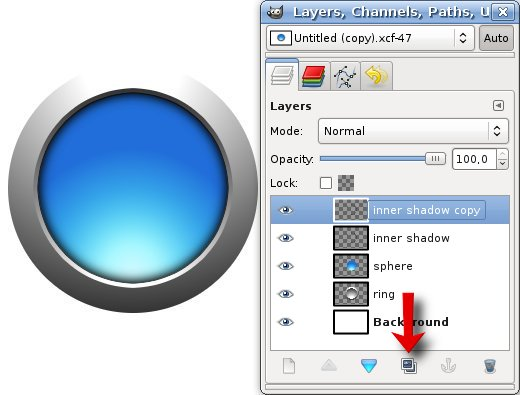 Layers, Channels, Paths, U
Untitled (copy).xcf-47
Auto
Layers
Mode: Normal
Opacity: 100,0
Lock:
inner shadow copy
inner shadow
sphere
ring
Background